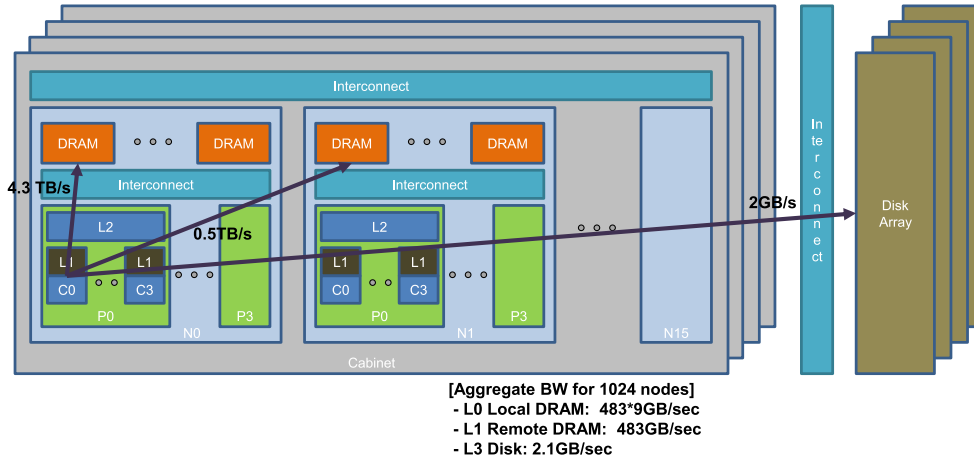 Interconnect
DRAM
DRAM
DRAM
DRAM
Interconnect
Interconnect
4.3 TB/s
0.5TB/s
2GB/s
L2
L2
L1
L1
L1
L1
C0
C3
C0
C3
P0
P3
P0
P3
N0
N1
N15
Cabinet
Interconnect
Disk
Array
[Aggregate BW for 1024 nodes]
- L0 Local DRAM: 483*9GB/sec
- L1 Remote DRAM: 483GB/sec
- L3 Disk: 2.1GB/sec